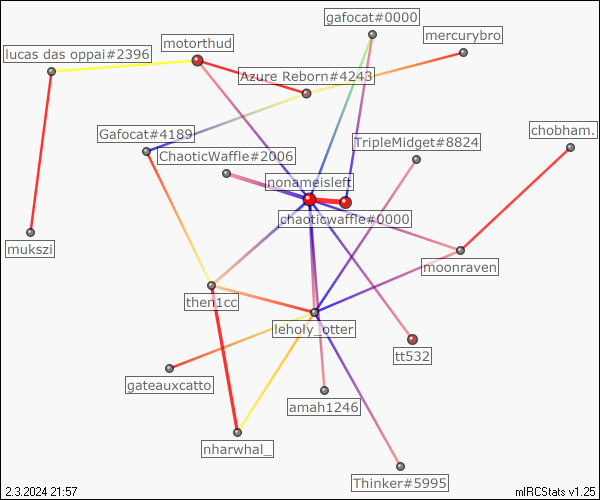 gafocat#0000
mercurybro
motorthud
lucas das oppai#2396
Azure Reborn#4243
chobham.
Gafocat#4189
TripleMidget#8824
ChaoticWaffle#2006
nonameisleft
chaoticwaffle#0000
mukszi
moonraven
then1cc
leholy_otter
tt532
gateauxcatto
amah1246
nharwhal_
Thinker#5995
2.3.2024 21:57
mIRCStats v1.25